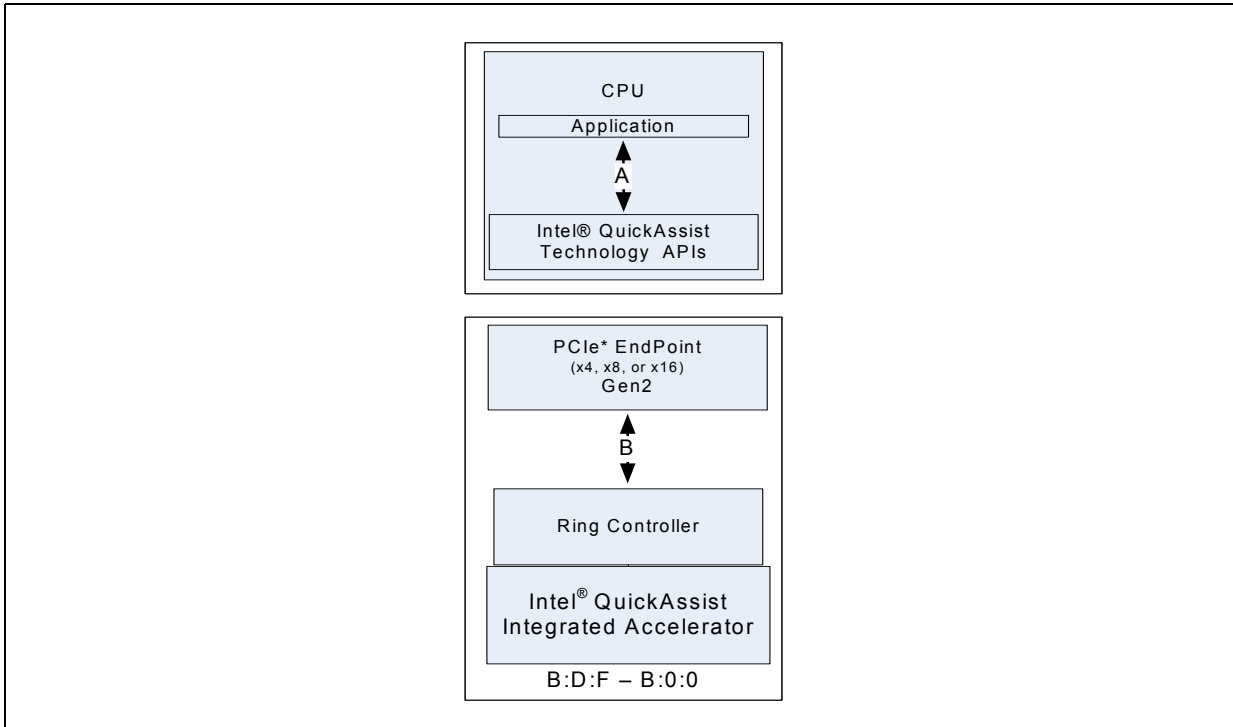 CPU
Application
A
Intel® QuickAssist
Technology APIs
PCIe* EndPoint
(x4, x8, or x16)
Gen2
B
Ring Controller
Intel® QuickAssist
Integrated Accelerator
B:D:F – B:0:0